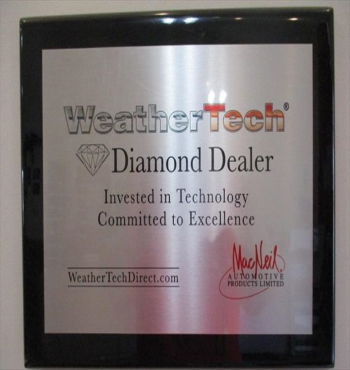 WeatherTech®
Diamond Dealer
Invested in Technology
Committed to Excellence
WeatherTechDirect.com
MacNeil
AUTOMOTIVE
PRODUCTS LIMITED